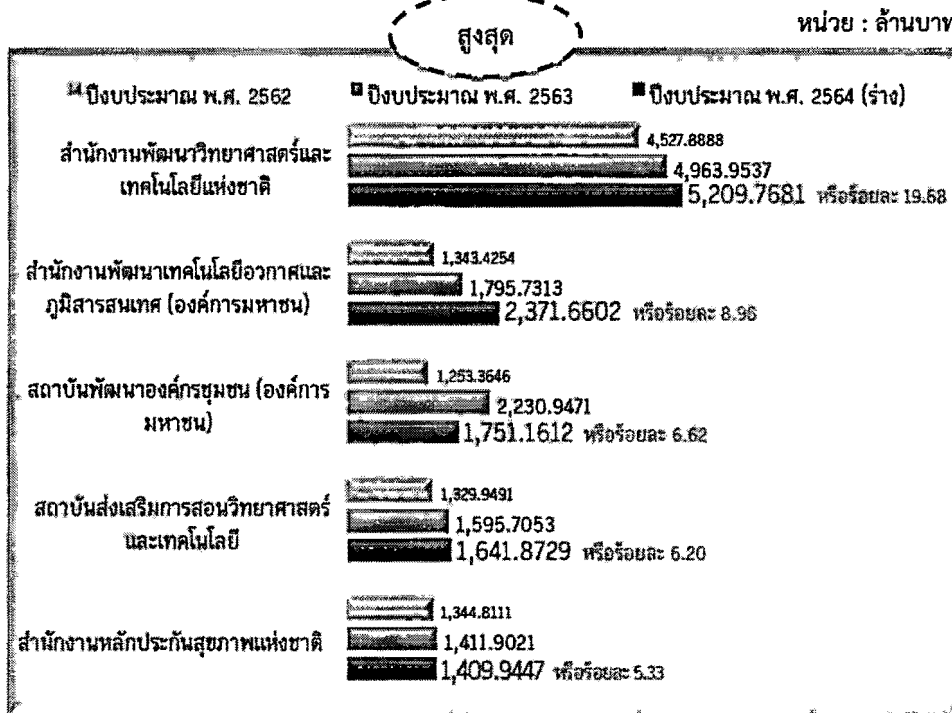 สูงสุด
หน่วย : ล้านบาท
ปีงบประมาณ พ.ศ. 2562 ปีงบประมาณ พ.ศ. 2563 ปีงบประมาณ พ.ศ. 2564 (ร่าง)
สำนักงานพัฒนาวิทยาศาสตร์และ
เทคโนโลยีแห่งชาติ
4,527.8888
4,963.9537
5,209.7681 หรือร้อยละ 19.68
สำนักงานพัฒนาเทคโนโลยีอวกาศและ
ภูมิสารสนเทศ (องค์การมหาชน)
1,343.4254
1,795.7313
2,371.6602 หรือร้อยละ 8.96
สถาบันพัฒนาองค์กรชุมชน (องค์การ
มหาชน)
1,253.3646
2,230.9471
1,751.1612 หรือร้อยละ 6.62
สถาบันส่งเสริมการสอนวิทยาศาสตร์
และเทคโนโลยี
1,329.9491
1,595.7053
1,641.8729 หรือร้อยละ 6.20
สำนักงานหลักประกันสุขภาพแห่งชาติ
1,344.8111
1,411.9021
1,409.9447 หรือร้อยละ 5.33